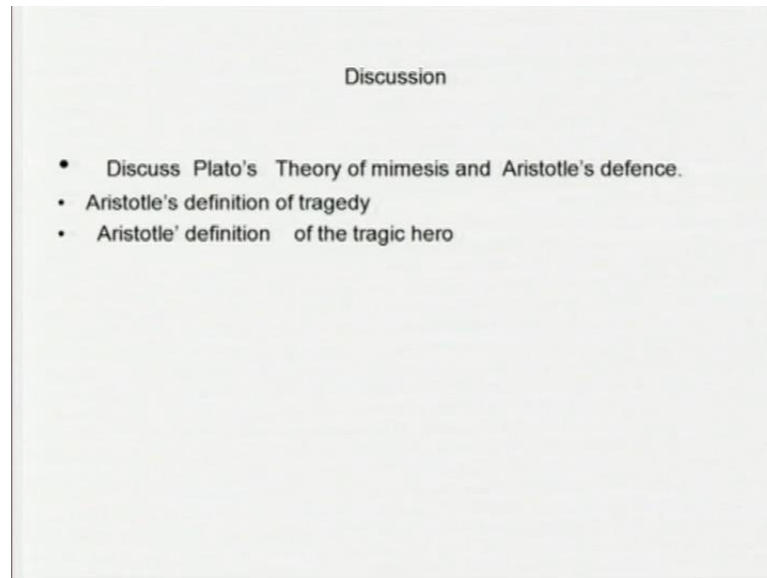 Discussion
• Discuss Plato's Theory of mimesis and Aristotle's defence.
• Aristotle's definition of tragedy
• Aristotle' definition of the tragic hero